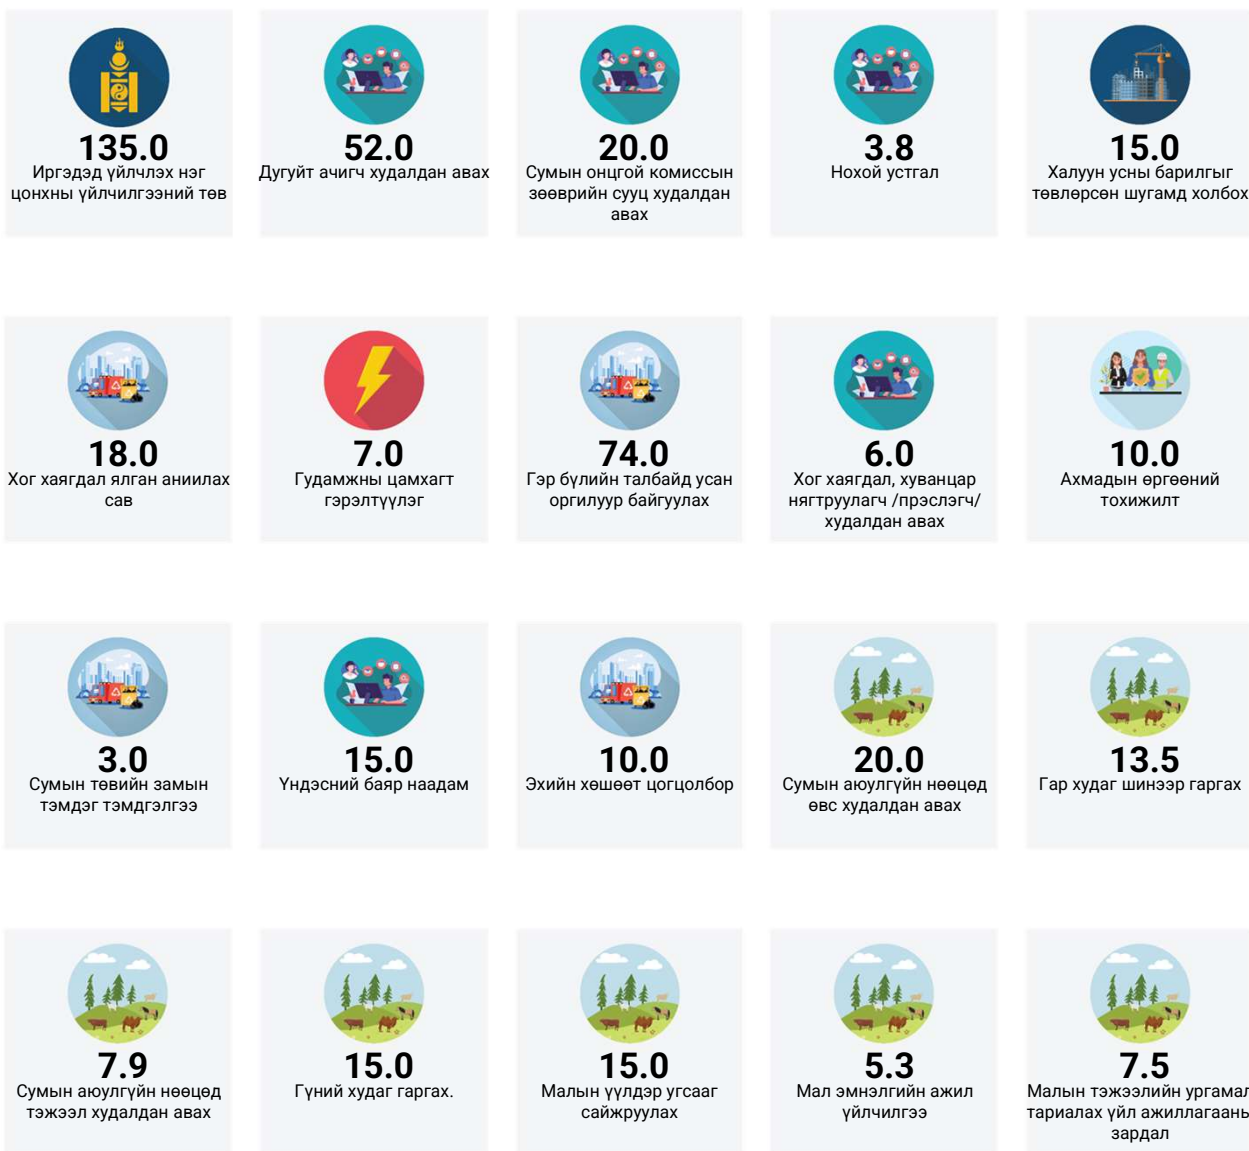 135.0
Иргэдэд үйлчлэх нэг
цонхны үйлчилгээний төв
52.0
Дугуйт ачигч худалдан авах
20.0
Сумын онцгой комиссын
зөөврийн сууц худалдан
авах
3.8
Нохой устгал
15.0
Халуун усны барилгыг
төвлөрсөн шугамд холбох
18.0
Хог хаягдал ялган аниилах
сав
7.0
Гудамжны цамхагт
гэрэлтүүлэг
74.0
Гэр бүлийн талбайд усан
оргилуур байгуулах
6.0
Хог хаягдал, хуванцар
нягтруулагч /прэслэгч/
худалдан авах
10.0
Ахмадын өргөөний
тохижилт
3.0
Сумын төвийн замын
тэмдэг тэмдгэлгээ
15.0
Үндэсний баяр наадам
10.0
Эхийн хөшөөт цогцолбор
20.0
Сумын аюулгүйн нөөцөд
өвс худалдан авах
13.5
Гар худаг шинээр гаргах
7.9
Сумын аюулгүйн нөөцөд
тэжээл худалдан авах
15.0
Гүний худаг гаргах.
15.0
Малын үүлдэр угсааг
сайжруулах
5.3
Мал эмнэлгийн ажил
үйлчилгээ
7.5
Малын тэжээлийн ургамал
тариалах үйл ажиллагааны
зардал